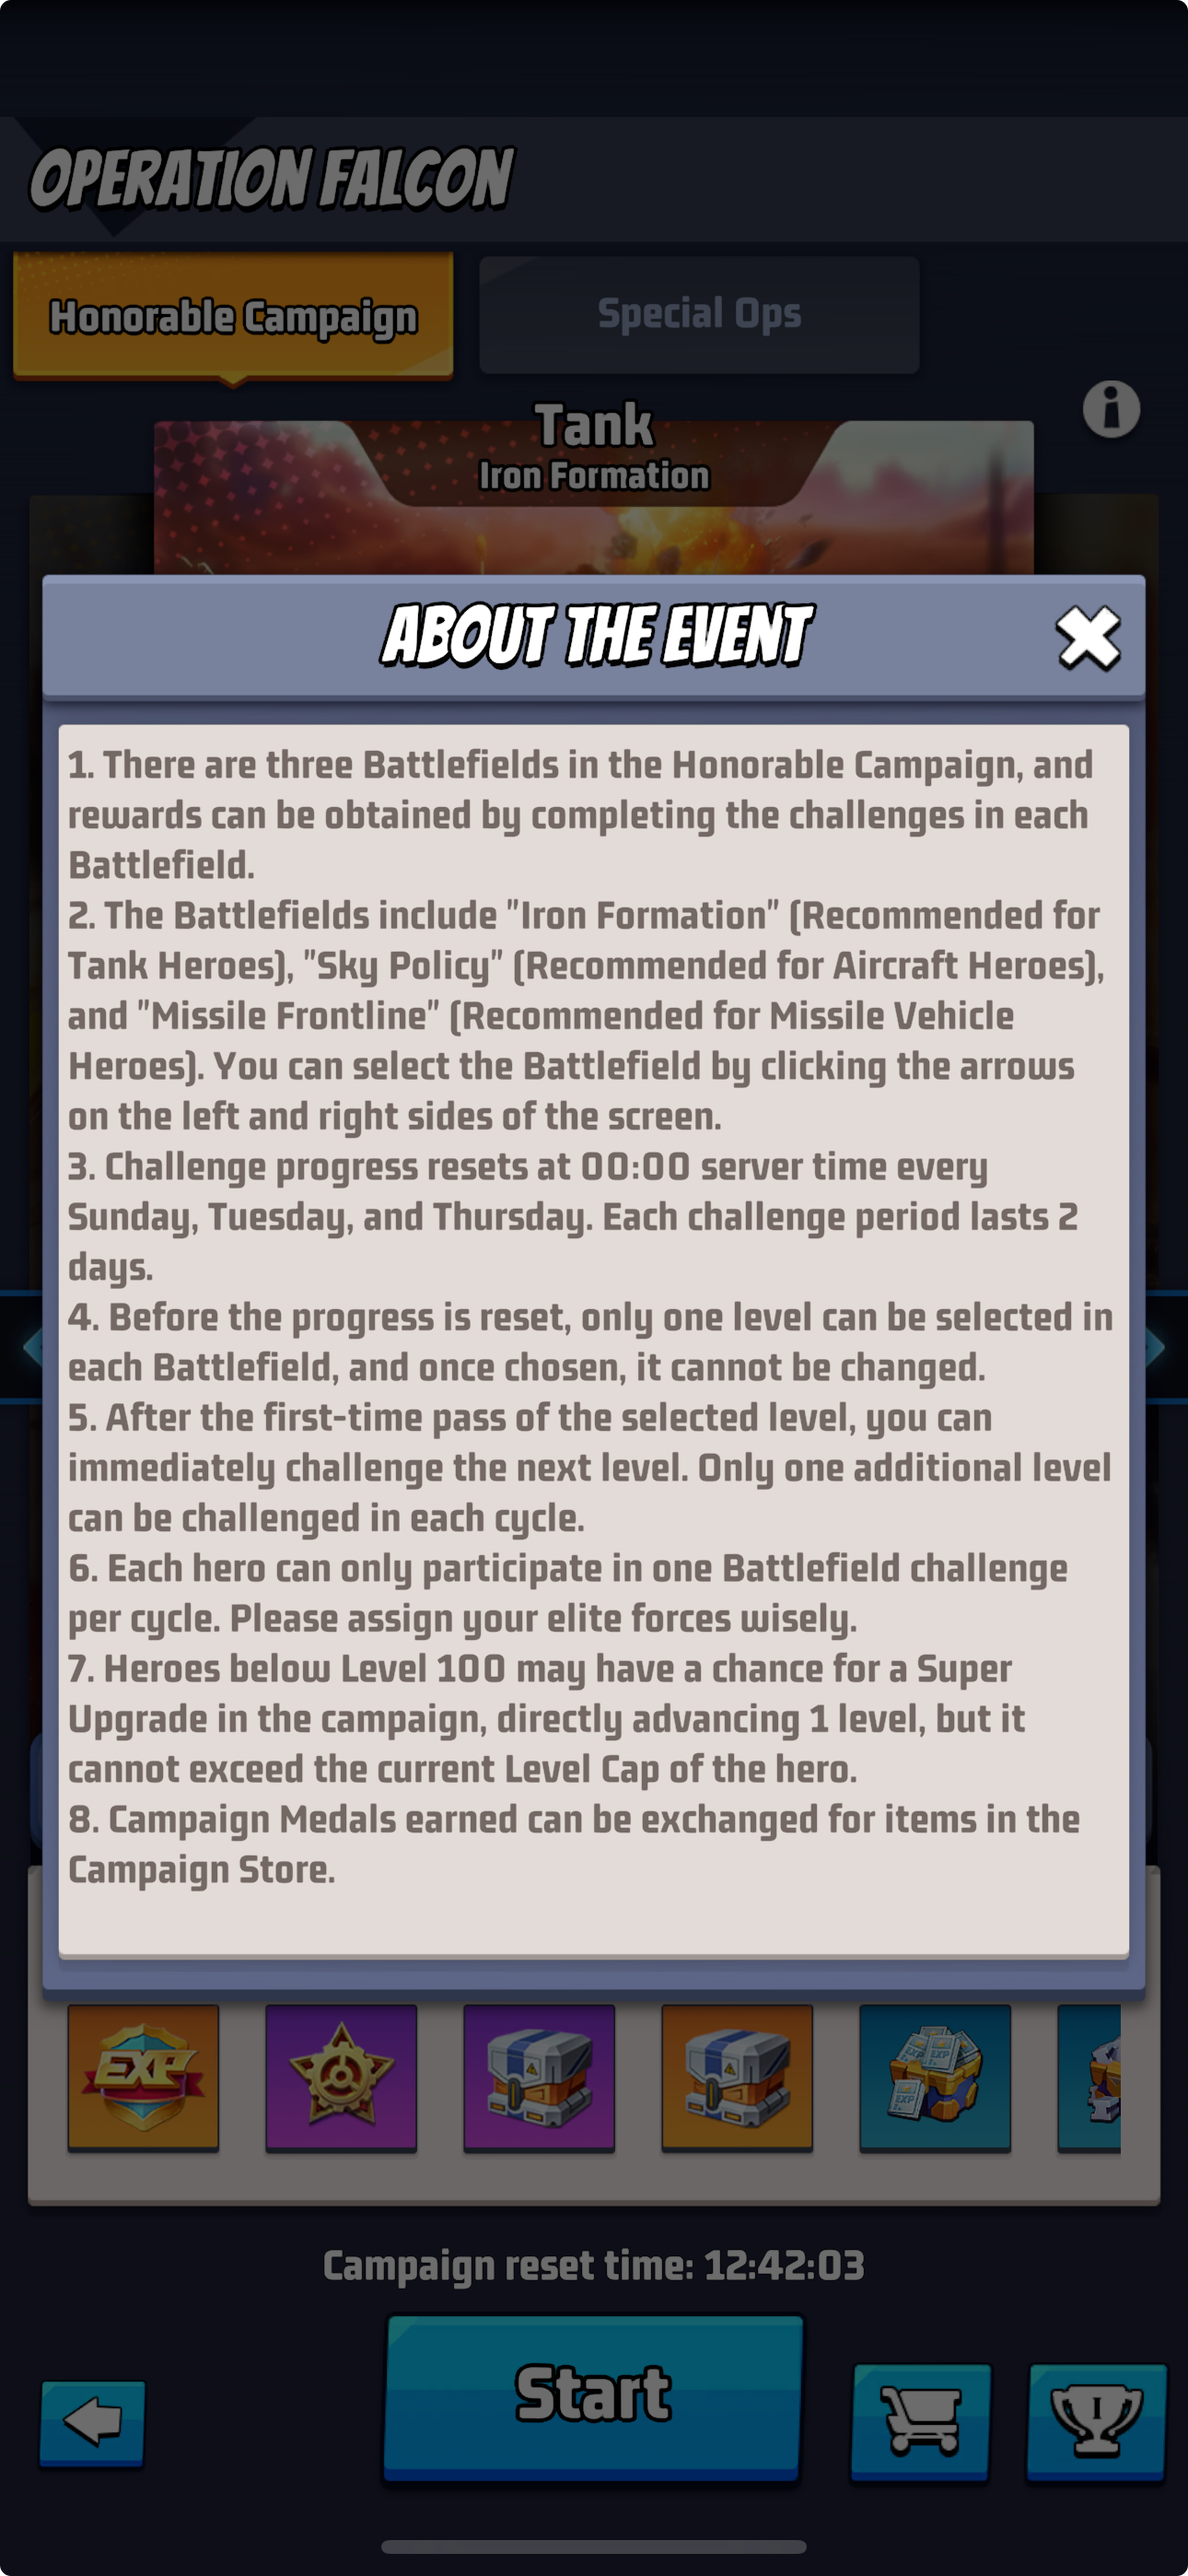 OPERATION FALCON
Honorable Campaign
Special Ops
Tank
Iron Formation
ABOUT THE EVENT
1. There are three Battlefields in the Honorable Campaign, and
rewards can be obtained by completing the challenges in each
Battlefield.
2. The Battlefields include "Iron Formation" (Recommended for
Tank Heroes), "Sky Policy" (Recommended for Aircraft Heroes),
and "Missile Frontline" (Recommended for Missile Vehicle
Heroes). You can select the Battlefield by clicking the arrows
on the left and right sides of the screen.
3. Challenge progress resets at 00:00 server time every
Sunday, Tuesday, and Thursday. Each challenge period lasts 2
days.
4. Before the progress is reset, only one level can be selected in
each Battlefield, and once chosen, it cannot be changed.
5. After the first-time pass of the selected level, you can
immediately challenge the next level. Only one additional level
can be challenged in each cycle.
6. Each hero can only participate in one Battlefield challenge
per cycle. Please assign your elite forces wisely.
7. Heroes below Level 100 may have a chance for a Super
Upgrade in the campaign, directly advancing 1 level, but it
cannot exceed the current Level Cap of the hero.
8. Campaign Medals earned can be exchanged for items in the
Campaign Store.
EXP
EXP EXP
EXP
Campaign reset time: 12:42:03
Start
I